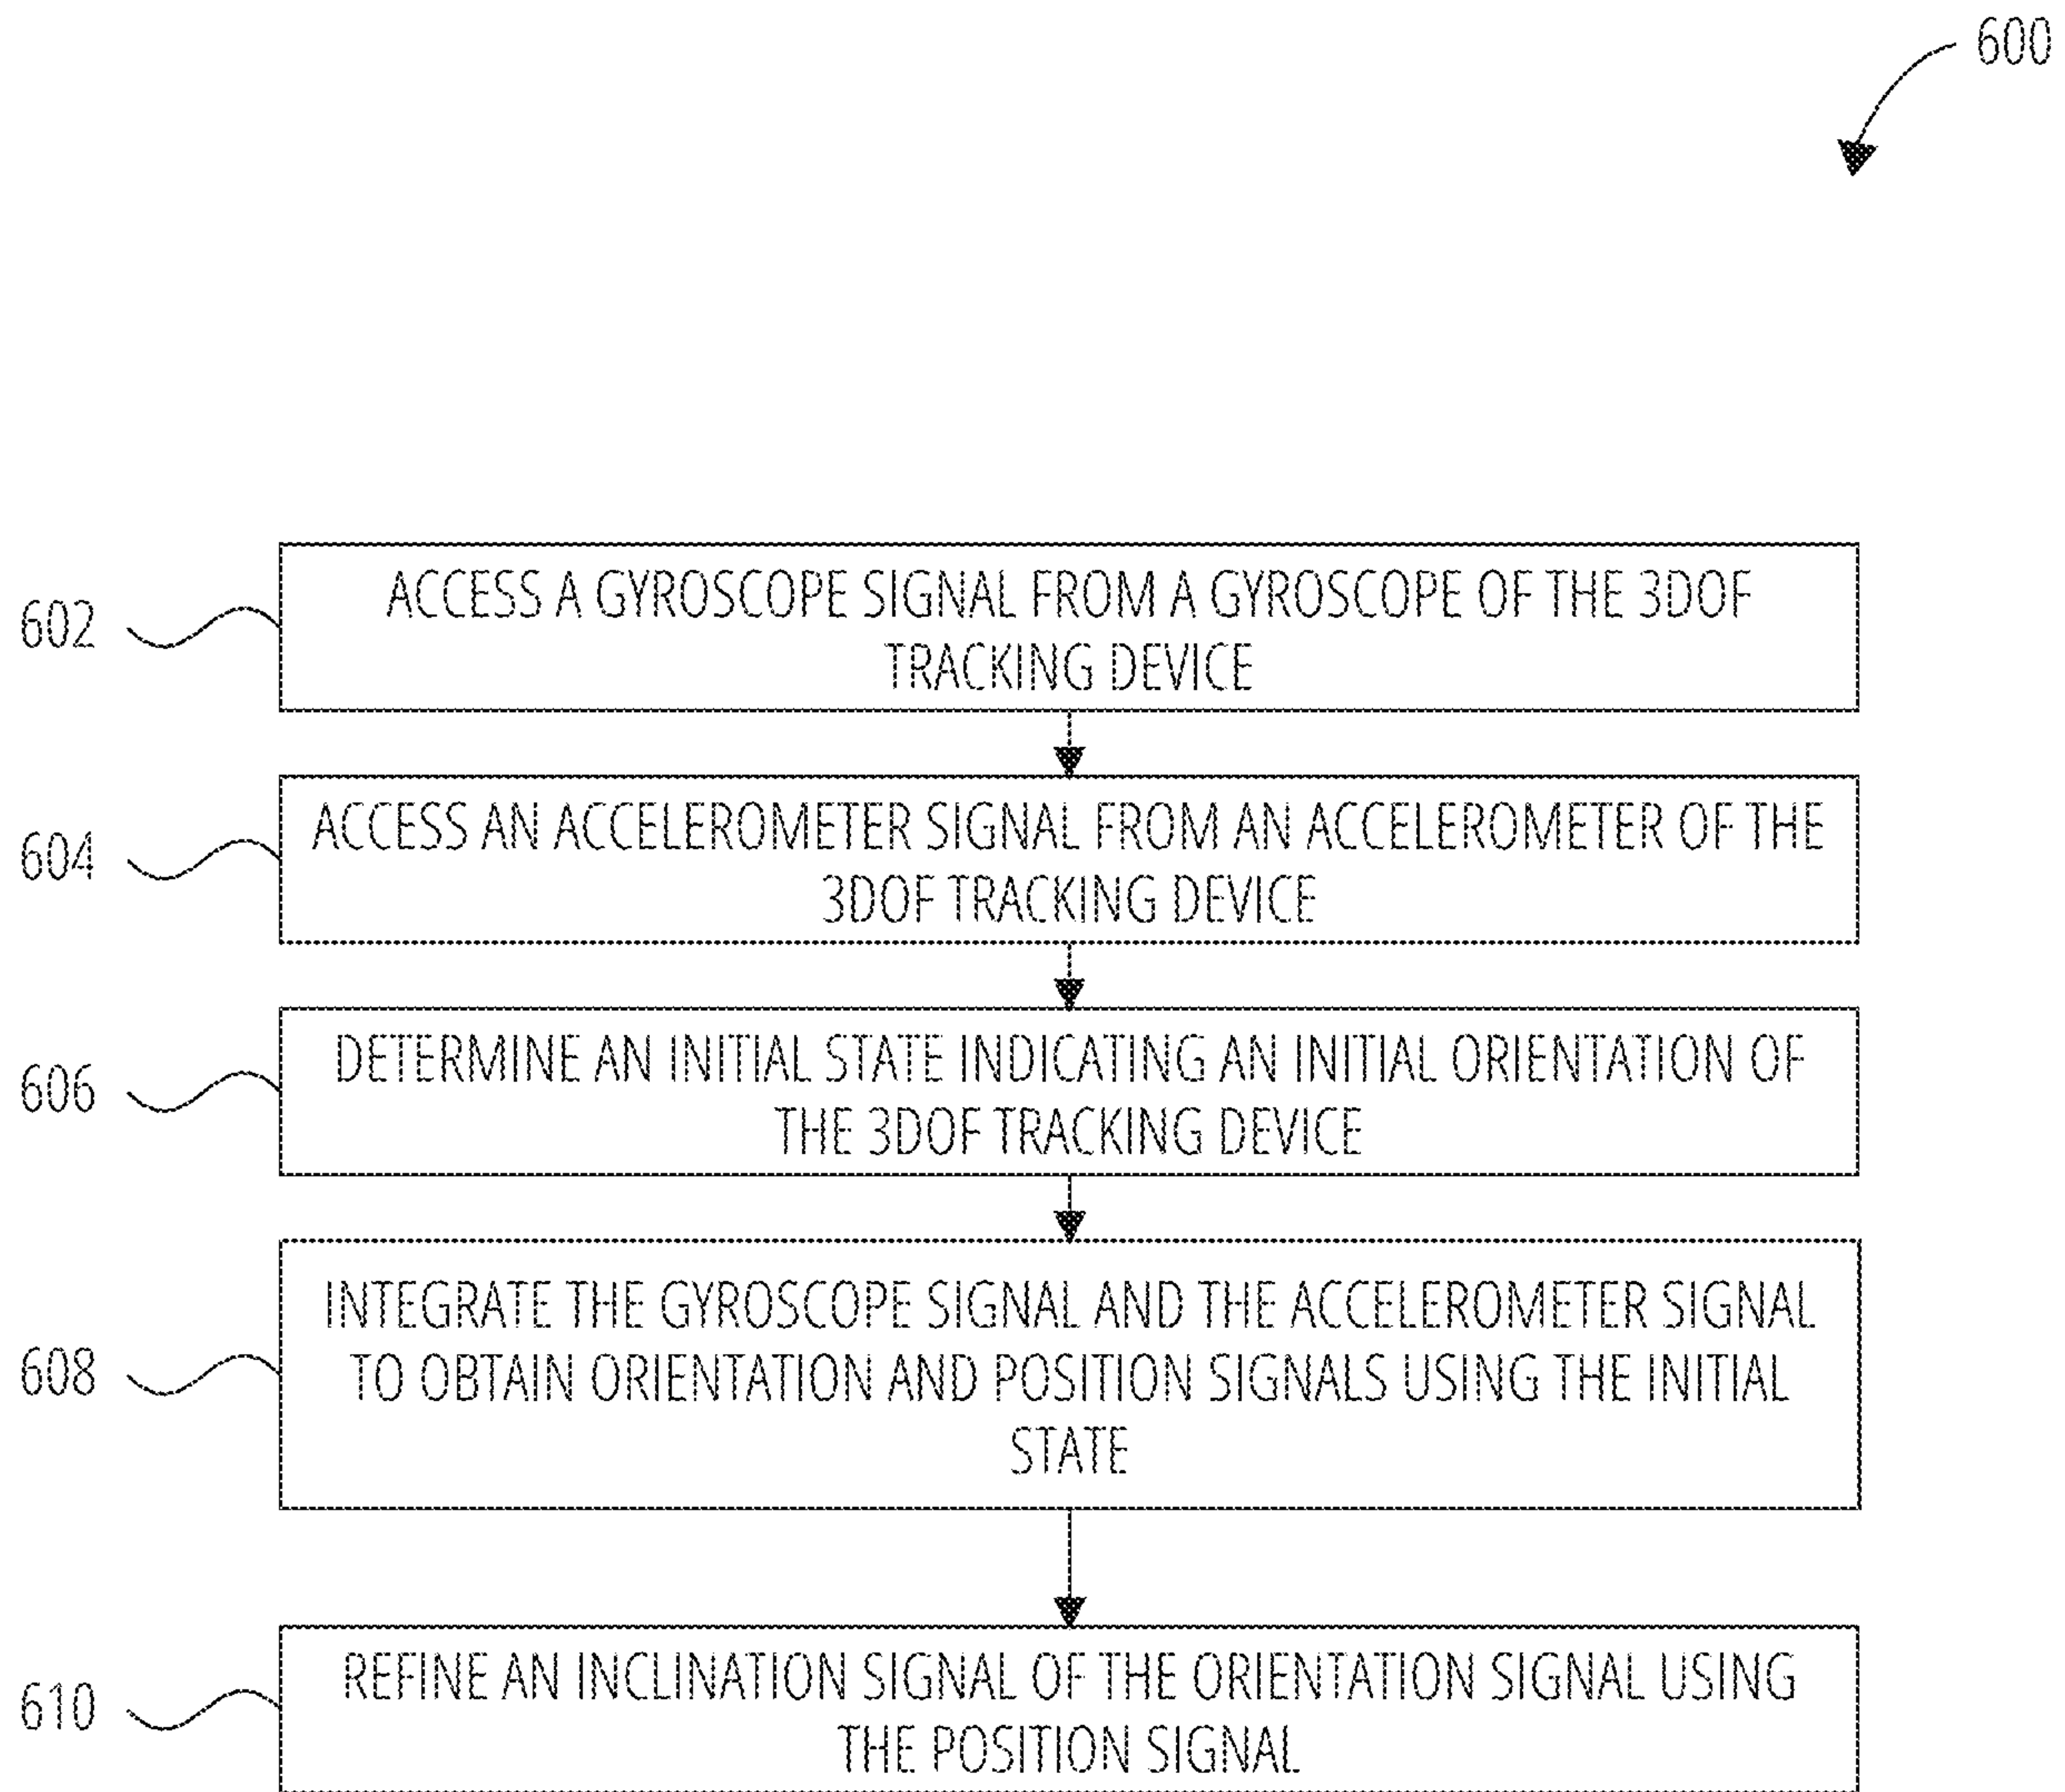 600
602
ACCESS A GYROSCOPE SIGNAL FROM A GYROSCOPE OF THE 3DOF
TRACKING DEVICE
604
ACCESS AN ACCELEROMETER SIGNAL FROM AN ACCELEROMETER OF THE
3DOF TRACKING DEVICE
606
DETERMINE AN INITIAL STATE INDICATING AN INITIAL ORIENTATION OF
THE 3DOF TRACKING DEVICE
608
INTEGRATE THE GYROSCOPE SIGNAL AND THE ACCELEROMETER SIGNAL
TO OBTAIN ORIENTATION AND POSITION SIGNALS USING THE INITIAL
STATE
610
REFINE AN INCLINATION SIGNAL OF THE ORIENTATION SIGNAL USING
THE POSITION SIGNAL